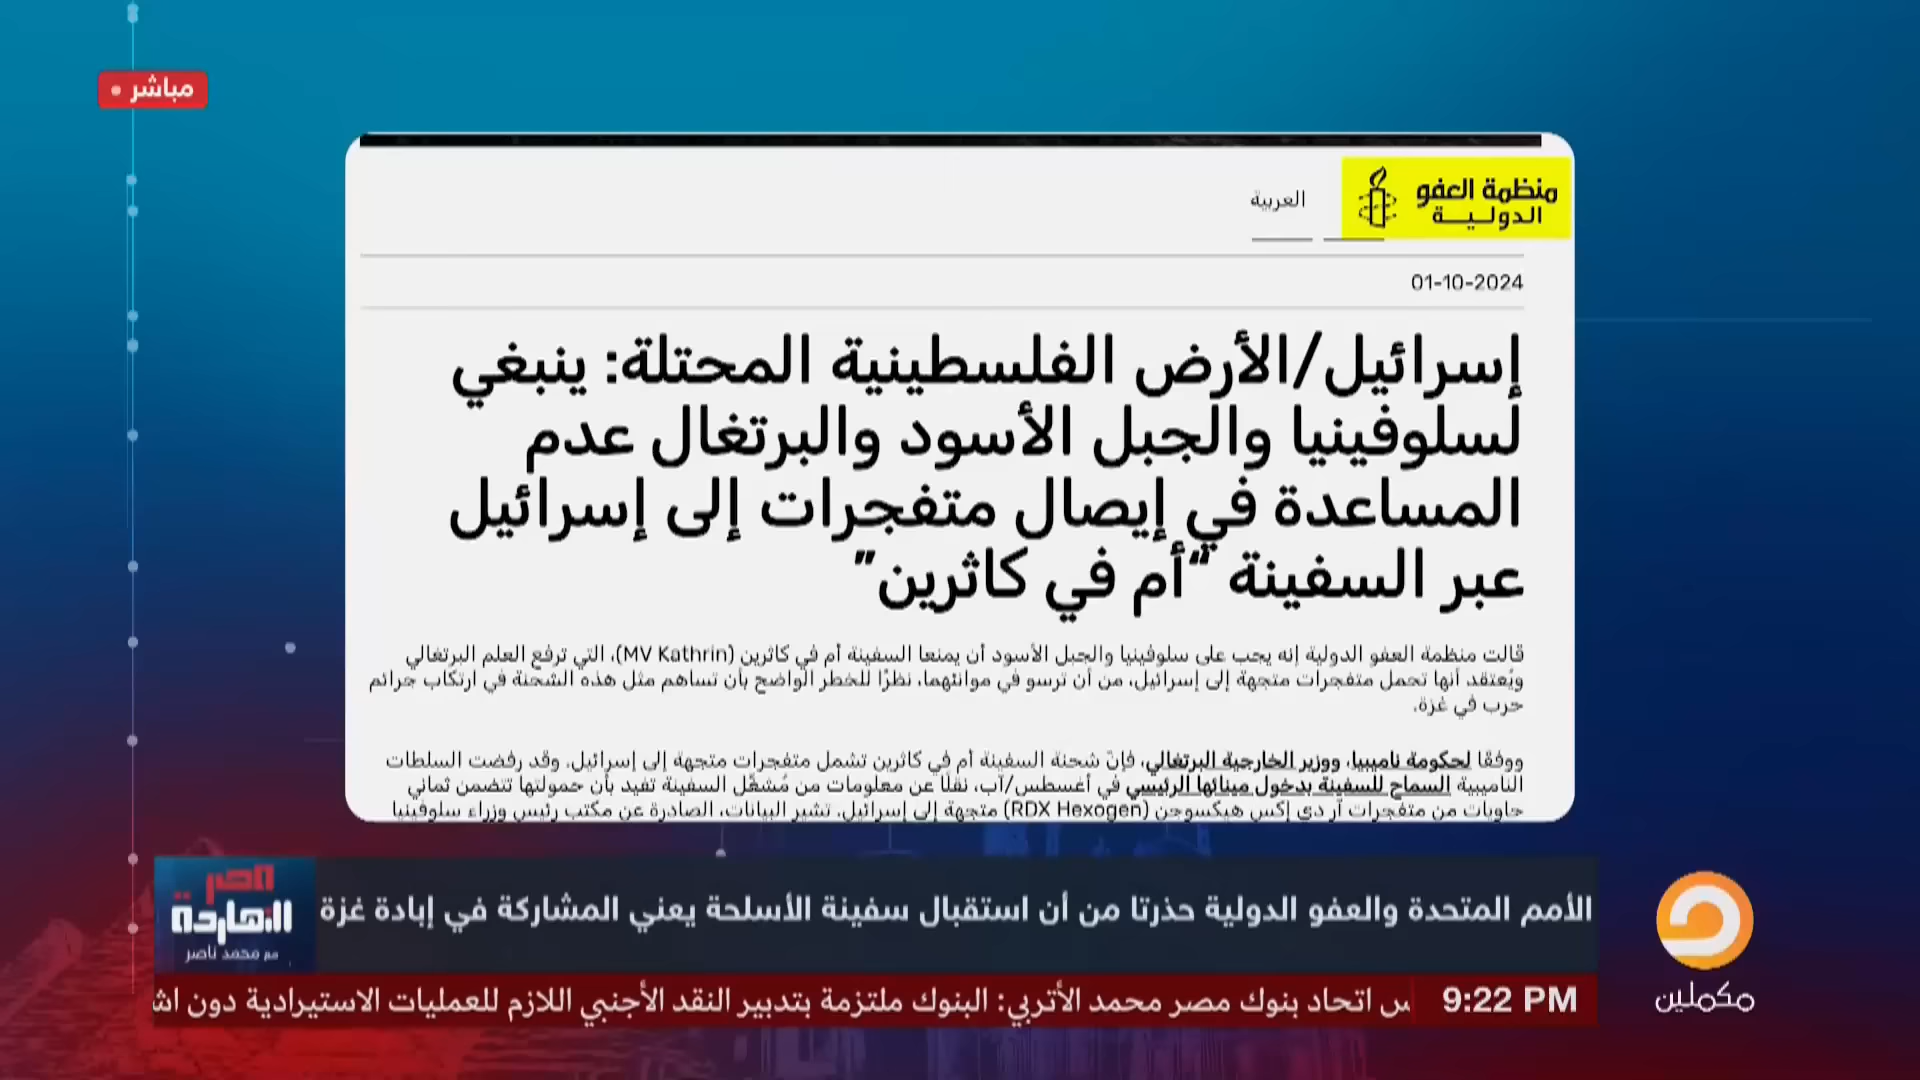 مباشر
منظمة العفو
الدولية
العربية
01-10-2024
إسرائيل/الأرض الفلسطينية المحتلة: ينبغي
لسلوفينيا والجبل الأسود والبرتغال عدم
المساعدة في إيصال متفجرات إلى إسرائيل
عبر السفينة “أم في كاثرين”
قالت منظمة العفو الدولية إنه يجب على سلوفينيا والجبل الأسود أن يمنعا السفينة أم في كاثرين (MV Kathrin)، التي ترفع العلم البرتغالي
ويُعتقد أنها تحمل متفجرات متجهة إلى إسرائيل، من أن ترسو في موانئهما، نظرًا للخطر الواضح بأن تساهم مثل هذه الشحنة في ارتكاب جرائم
حرب في غزة.
ووفقًا لحكومة ناميبيا، ووزير الخارجية البرتغالي، فإنّ شحنة السفينة أم في كاثرين تشمل متفجرات متجهة إلى إسرائيل. وقد رفضت السلطات
الناميبية السماح للسفينة بدخول مينائها الرئيسي في أغسطس/آب، نقلًا عن معلومات من مُشغّل السفينة تفيد بأن حمولتها تتضمن ثماني
حاويات من متفجرات آر دي إكس هيكسوجن (RDX Hexogen) متجهة إلى إسرائيل. تشير البيانات، الصادرة عن مكتب رئيس وزراء سلوفينيا
الأمم المتحدة والعفو الدولية حذرتا من أن استقبال سفينة الأسلحة يعني المشاركة في إبادة غزة
مصر
النهاردة
مع محمد ناصر
9:22 PM
س اتحاد بنوك مصر محمد الأتربي: البنوك ملتزمة بتدبير النقد الأجنبي اللازم للعمليات الاستيرادية دون اش
مكملين